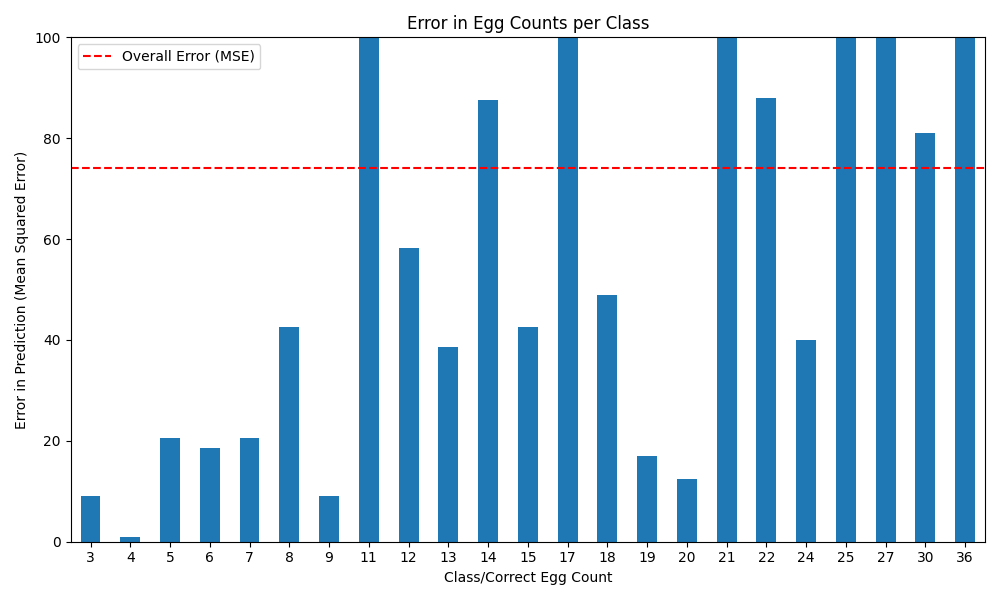 Error in Egg Counts per Class
Overall Error (MSE)
Error in Prediction (Mean Squared Error)
100
80
60
40
20
0
3 4 5 6 7 8 9 11 12 13 14 15 17 18 19 20 21 22 24 25 27 30 36
Class/Correct Egg Count